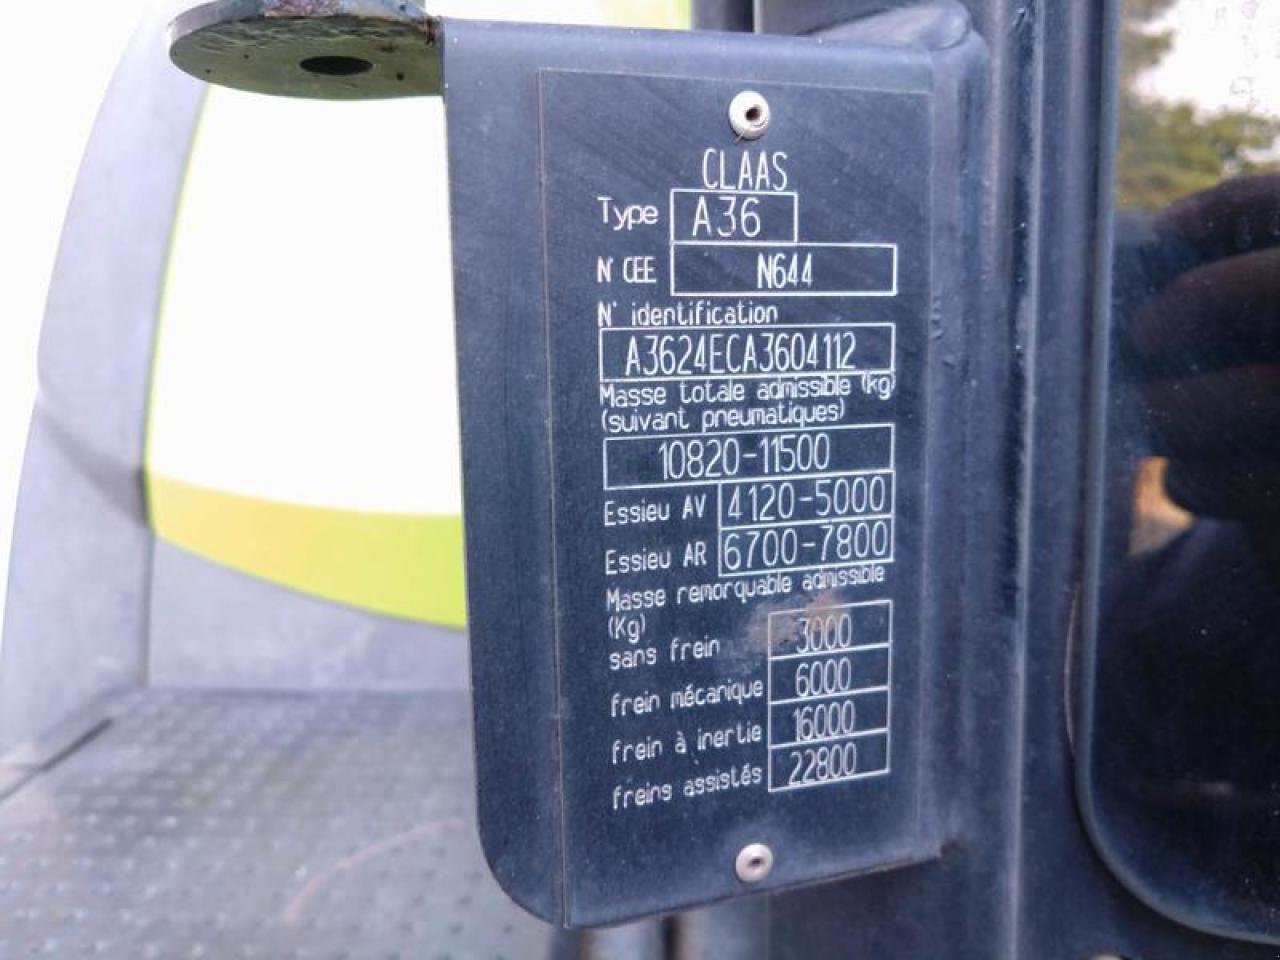 CLAAS
Type A36
N° CEE N644
N° identification
A3624ECA3604112
Masse totale admissible (kg)
(suivant pneumatiques)
10820-11500
Essieu AV 4120-5000
Essieu AR 6700-7800
Masse remorquable admissible
(Kg)
sans frein 3000
frein mécanique 6000
frein à inertie 16000
freins assistés 22800